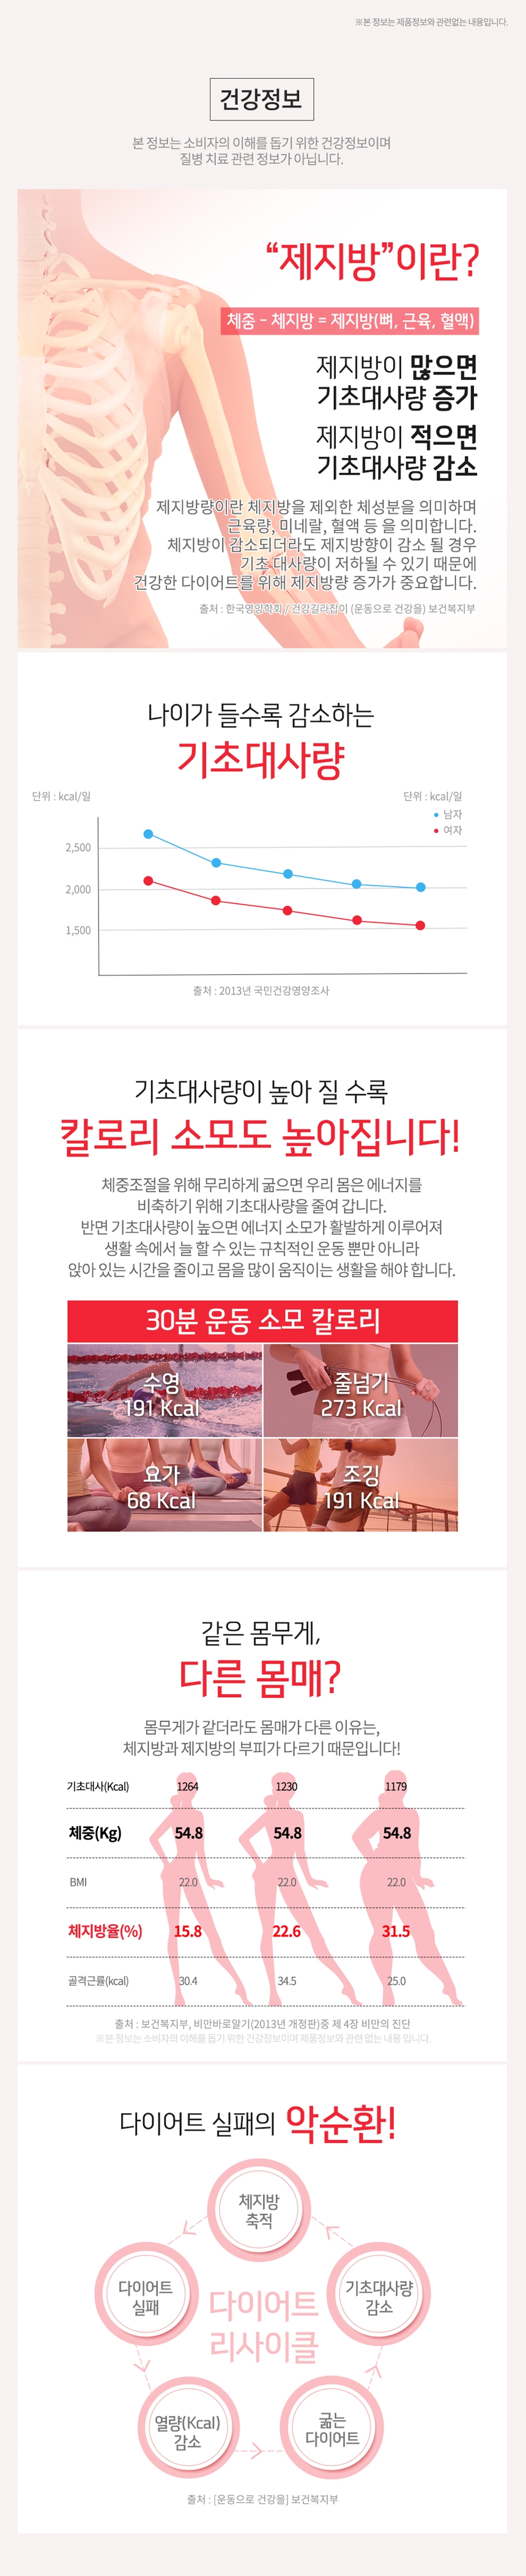 ※본 정보는 제품정보와 관련없는 내용입니다.
건강정보
본 정보는 소비자의 이해를 돕기 위한 건강정보이며
질병 치료 관련 정보가 아닙니다.
“제지방”이란?
체중 - 체지방 = 제지방(뼈, 근육, 혈액)
제지방이 많으면
기초대사량 증가
제지방이 적으면
기초대사량 감소
제지방량이란 체지방을 제외한 체성분을 의미하며
근육량, 미네랄, 혈액 등 을 의미합니다.
체지방이 감소되더라도 제지방향이 감소 될 경우
기초 대사량이 저하될 수 있기 때문에
건강한 다이어트를 위해 제지방량 증가가 중요합니다.
출처 : 한국영양학회 / 건강길라잡이 (운동으로 건강을) 보건복지부
나이가 들수록 감소하는
기초대사량
단위 : kcal/일
단위 : kcal/일
남자
여자
2,500
2,000
1,500
출처 : 2013년 국민건강영양조사
기초대사량이 높아 질 수록
칼로리 소모도 높아집니다!
체중조절을 위해 무리하게 굶으면 우리 몸은 에너지를
비축하기 위해 기초대사량을 줄여 갑니다.
반면 기초대사량이 높으면 에너지 소모가 활발하게 이루어져
생활 속에서 늘 할 수 있는 규칙적인 운동 뿐만 아니라
앉아 있는 시간을 줄이고 몸을 많이 움직이는 생활을 해야 합니다.
30분 운동 소모 칼로리
수영
191 Kcal
줄넘기
273 Kcal
요가
68 Kcal
조깅
191 Kcal
같은 몸무게,
다른 몸매?
몸무게가 같더라도 몸매가 다른 이유는,
체지방과 제지방의 부피가 다르기 때문입니다!
기초대사(Kcal) 1264 1230 1179
체중(Kg) 54.8 54.8 54.8
BMI 22.0 22.0 22.0
체지방율(%) 15.8 22.6 31.5
골격근률(kcal) 30.4 34.5 25.0
출처 : 보건복지부, 비만바로알기(2013년 개정판)중 제 4장 비만의 진단
※본 정보는 소비자의 이해를 돕기 위한 건강정보이며 제품정보와 관련 없는 내용 입니다.
다이어트 실패의 악순환!
체지방
축적
다이어트
실패
기초대사량
감소
다이어트
리사이클
열량(Kcal)
감소
굶는
다이어트
출처 : [운동으로 건강을] 보건복지부